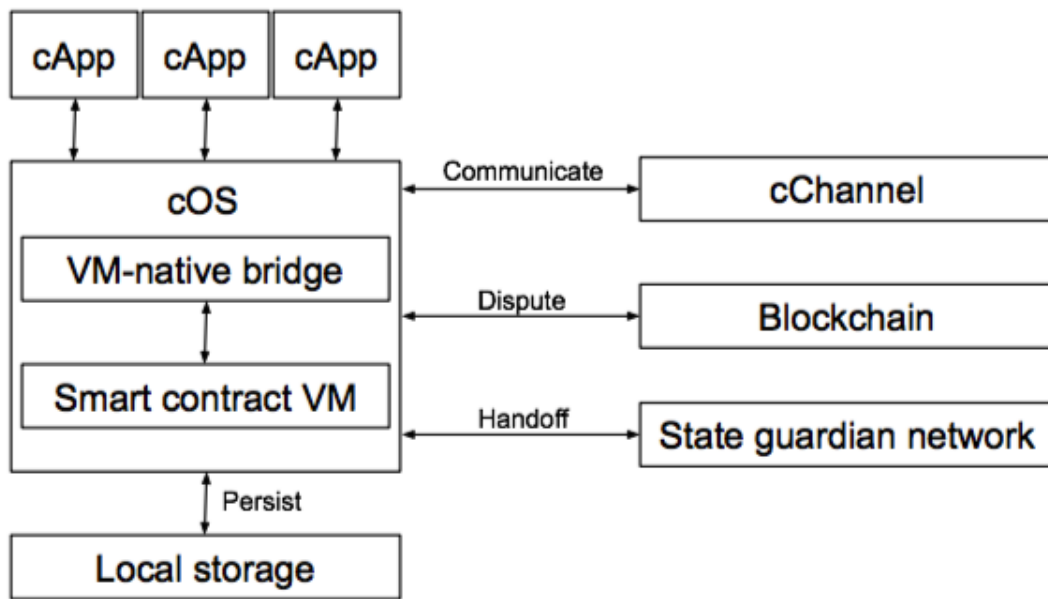 cApp
cApp
cApp
cOS
VM-native bridge
Smart contract VM
Communicate
cChannel
Dispute
Blockchain
Handoff
State guardian network
Persist
Local storage